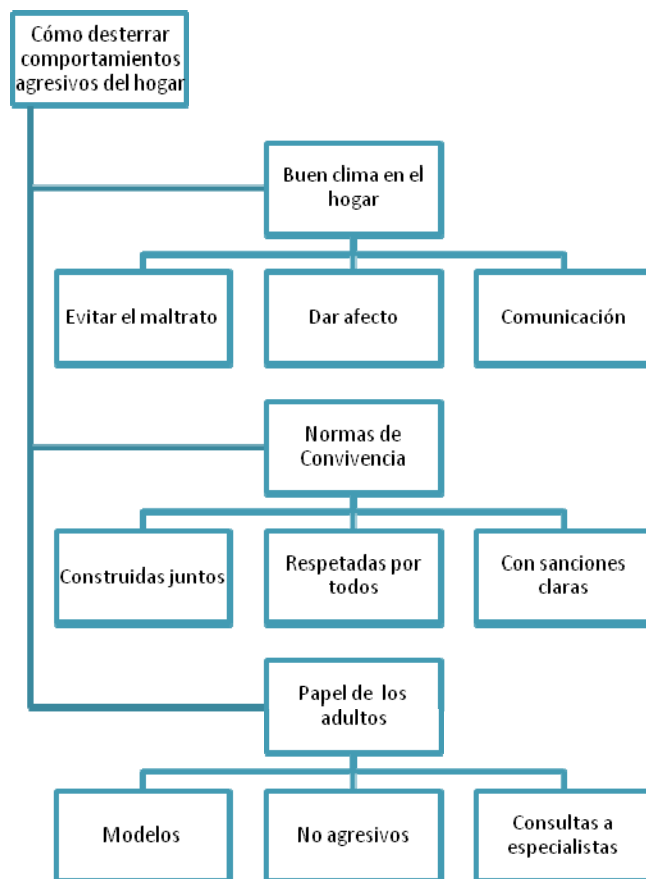 Cómo desterrar
comportamientos
agresivos del hogar
Buen clima en el
hogar
Evitar el maltrato
Dar afecto
Comunicación
Normas de
Convivencia
Construidas juntos
Respetadas por
todos
Con sanciones
claras
Papel de los
adultos
Modelos
No agresivos
Consultas a
especialistas